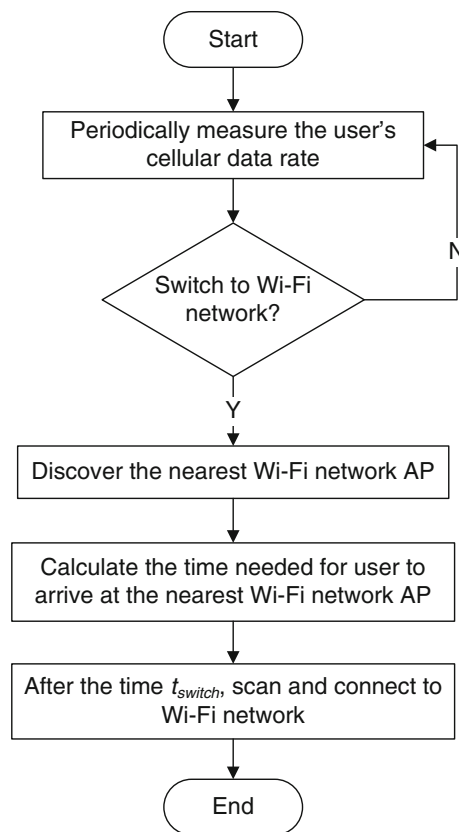 Start
Periodically measure the user's
cellular data rate
N
Switch to Wi-Fi
network?
Y
Discover the nearest Wi-Fi network AP
Calculate the time needed for user to
arrive at the nearest Wi-Fi network AP
After the time tswitch, scan and connect to
Wi-Fi network
End